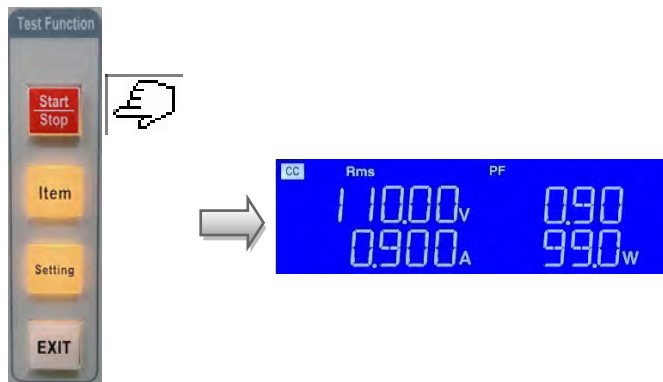 Test Function
Start
Stop
Item
Setting
EXIT
CC Rms PF
110.00V 0.90
0.900A 99.0W